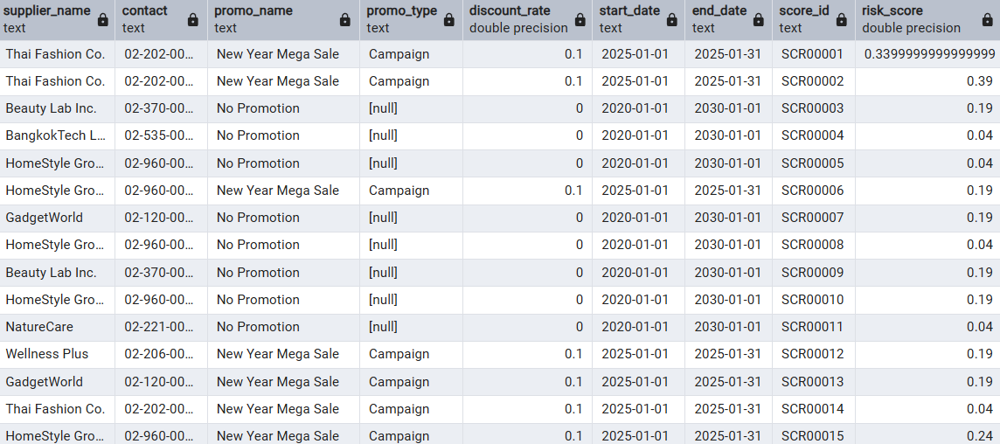 supplier_name contact promo_name promo_type discount_rate start_date end_date score_id risk_score
text text text text double precision text text text double precision
Thai Fashion Co. 02-202-00... New Year Mega Sale Campaign 0.1 2025-01-01 2025-01-31 SCR00001 0.3399999999999999
Thai Fashion Co. 02-202-00... New Year Mega Sale Campaign 0.1 2025-01-01 2025-01-31 SCR00002 0.39
Beauty Lab Inc. 02-370-00... No Promotion [null] 0 2020-01-01 2030-01-01 SCR00003 0.19
BangkokTech L... 02-535-00... No Promotion [null] 0 2020-01-01 2030-01-01 SCR00004 0.04
HomeStyle Gro... 02-960-00... No Promotion [null] 0 2020-01-01 2030-01-01 SCR00005 0.04
HomeStyle Gro... 02-960-00... New Year Mega Sale Campaign 0.1 2025-01-01 2025-01-31 SCR00006 0.19
GadgetWorld 02-120-00... No Promotion [null] 0 2020-01-01 2030-01-01 SCR00007 0.19
HomeStyle Gro... 02-960-00... No Promotion [null] 0 2020-01-01 2030-01-01 SCR00008 0.04
Beauty Lab Inc. 02-370-00... No Promotion [null] 0 2020-01-01 2030-01-01 SCR00009 0.19
HomeStyle Gro... 02-960-00... No Promotion [null] 0 2020-01-01 2030-01-01 SCR00010 0.19
NatureCare 02-221-00... No Promotion [null] 0 2020-01-01 2030-01-01 SCR00011 0.04
Wellness Plus 02-206-00... New Year Mega Sale Campaign 0.1 2025-01-01 2025-01-31 SCR00012 0.19
GadgetWorld 02-120-00... New Year Mega Sale Campaign 0.1 2025-01-01 2025-01-31 SCR00013 0.19
Thai Fashion Co. 02-202-00... New Year Mega Sale Campaign 0.1 2025-01-01 2025-01-31 SCR00014 0.04
HomeStyle Gro... 02-960-00... New Year Mega Sale Campaign 0.1 2025-01-01 2025-01-31 SCR00015 0.24